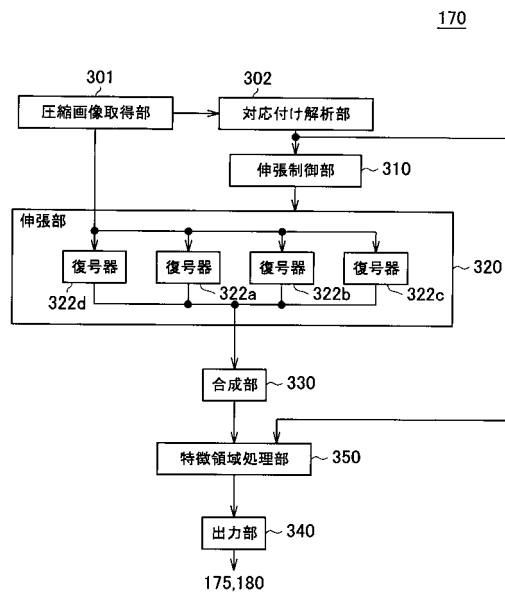 170
301
302
圧縮画像取得部
対応付け解析部
伸張制御部
310
伸張部
復号器
復号器
復号器
復号器
320
322d
322a
322b
322c
合成部
330
特徴領域処理部
350
出力部
340
175,180